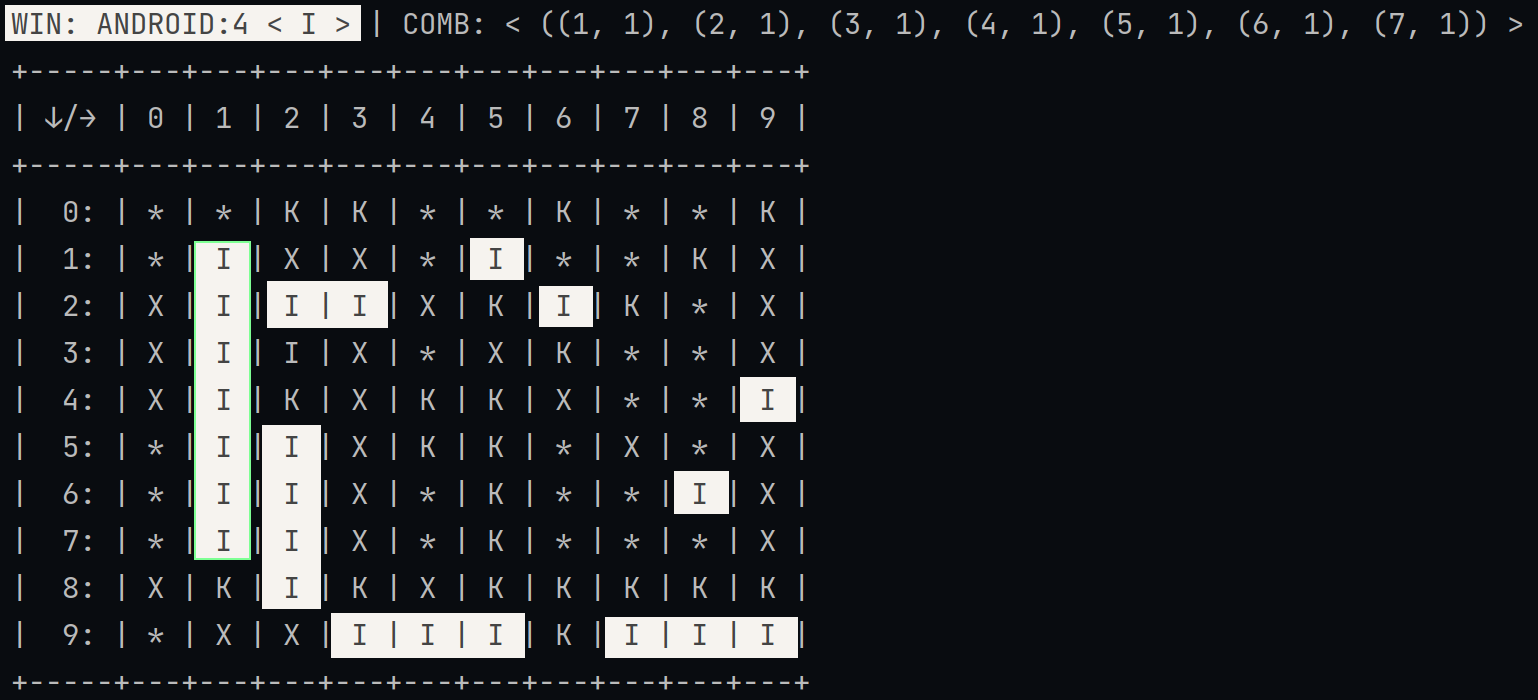 WIN: ANDROID:4 < I > | COMB: < ((1, 1), (2, 1), (3, 1), (4, 1), (5, 1), (6, 1), (7, 1)) >
+-----+---+---+---+---+---+---+---+---+---+---+
| ↓/→ | 0 | 1 | 2 | 3 | 4 | 5 | 6 | 7 | 8 | 9 |
+-----+---+---+---+---+---+---+---+---+---+---+
|  0: | * | * | K | K | * | * | K | * | * | K |
|  1: | * | I | X | X | * | I | * | * | K | X |
|  2: | X | I | I | I | X | K | I | K | * | X |
|  3: | X | I | I | X | * | X | K | * | * | X |
|  4: | X | I | K | X | K | K | X | * | * | I |
|  5: | * | I | I | X | K | K | * | X | * | X |
|  6: | * | I | I | X | * | K | * | * | I | X |
|  7: | * | I | I | X | * | K | * | * | * | X |
|  8: | X | K | I | K | X | K | K | K | K | K |
|  9: | * | X | X | I | I | I | K | I | I | I |
+-----+---+---+---+---+---+---+---+---+---+---+